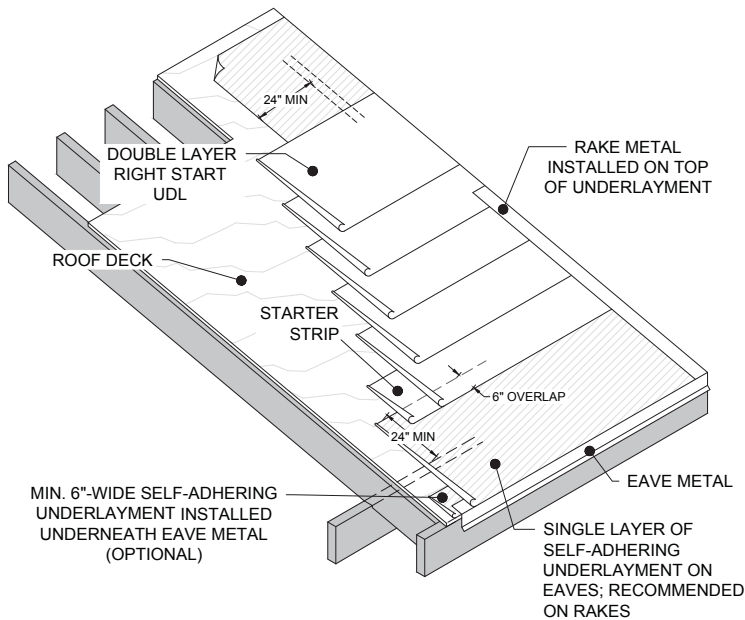 24" MIN
DOUBLE LAYER
RIGHT START
UDL
RAKE METAL
INSTALLED ON TOP
OF UNDERLAYMENT
ROOF DECK
STARTER
STRIP
6" OVERLAP
24" MIN
EAVE METAL
MIN. 6"-WIDE SELF-ADHERING
UNDERLAYMENT INSTALLED
UNDERNEATH EAVE METAL
(OPTIONAL)
SINGLE LAYER OF
SELF-ADHERING
UNDERLAYMENT ON
EAVES; RECOMMENDED
ON RAKES